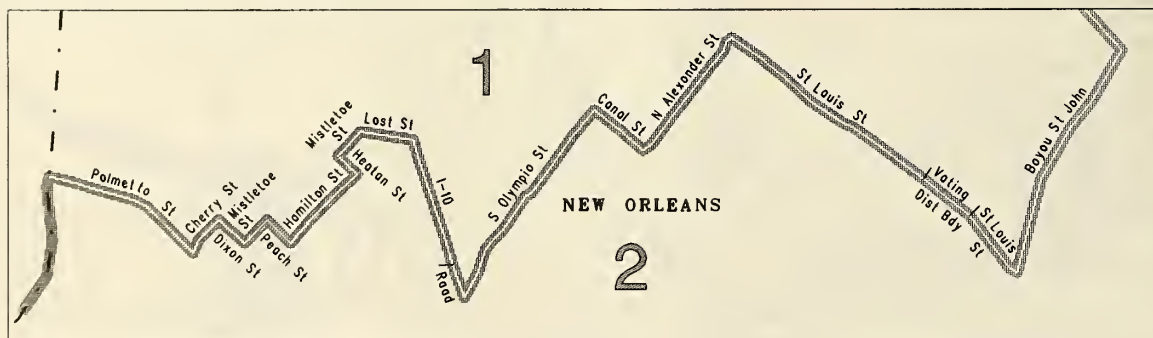 1
Palmetto St
Cherry St
Dixon St
Mistletoe St
Peach St
Hamilton St
Mistletoe St
Heaton St
Lost St
I-10
Road
S Olympia St
Canal St
N Alexander St
St Louis St
Voting Dist Bdy
St Louis St
Bayou St John
NEW ORLEANS
2